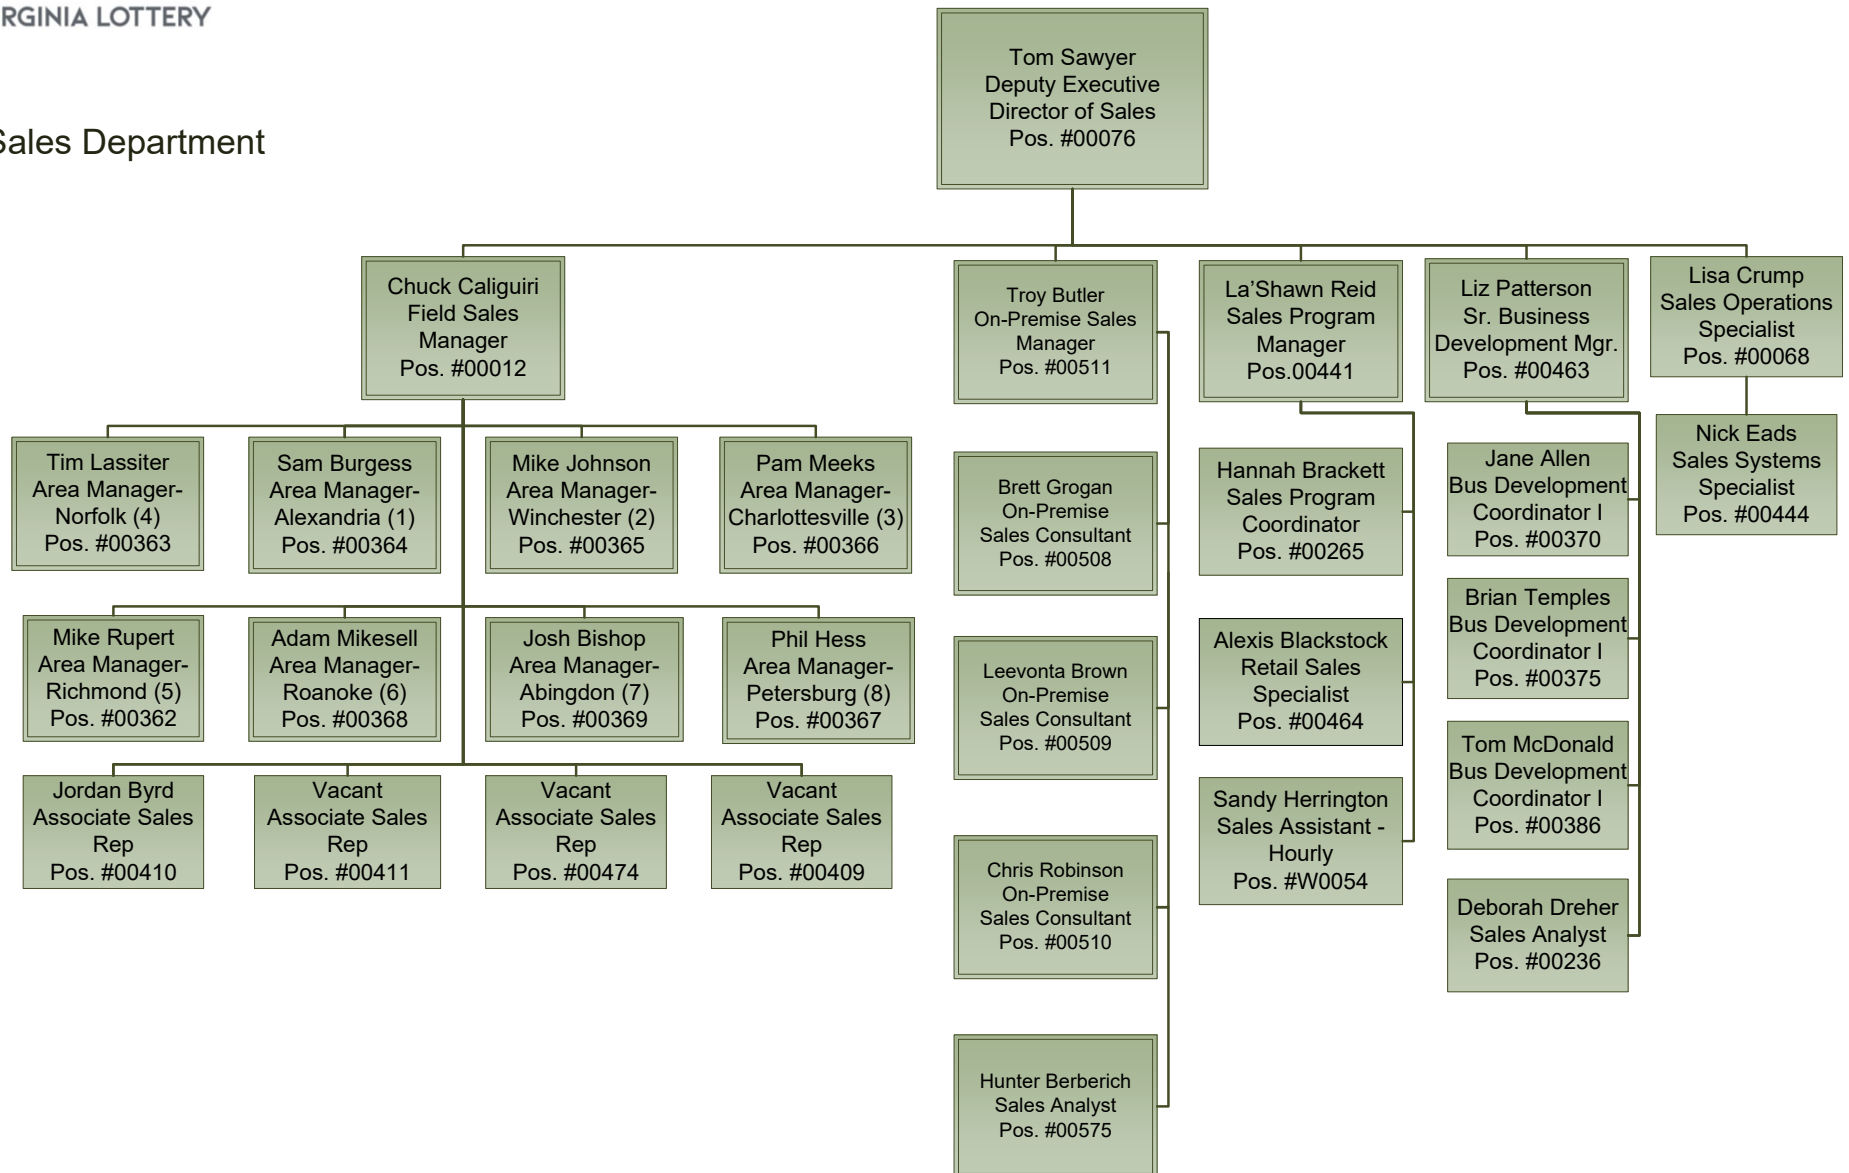 RGINIA LOTTERY
Sales Department
Tom Sawyer
Deputy Executive
Director of Sales
Pos. #00076
Chuck Caliguiri
Field Sales
Manager
Pos. #00012
Troy Butler
On-Premise Sales
Manager
Pos. #00511
La’Shawn Reid
Sales Program
Manager
Pos.00441
Liz Patterson
Sr. Business
Development Mgr.
Pos. #00463
Lisa Crump
Sales Operations
Specialist
Pos. #00068
Tim Lassiter
Area Manager-
Norfolk (4)
Pos. #00363
Sam Burgess
Area Manager-
Alexandria (1)
Pos. #00364
Mike Johnson
Area Manager-
Winchester (2)
Pos. #00365
Pam Meeks
Area Manager-
Charlottesville (3)
Pos. #00366
Mike Rupert
Area Manager-
Richmond (5)
Pos. #00362
Adam Mikesell
Area Manager-
Roanoke (6)
Pos. #00368
Josh Bishop
Area Manager-
Abingdon (7)
Pos. #00369
Phil Hess
Area Manager-
Petersburg (8)
Pos. #00367
Jordan Byrd
Associate Sales
Rep
Pos. #00410
Vacant
Associate Sales
Rep
Pos. #00411
Vacant
Associate Sales
Rep
Pos. #00474
Vacant
Associate Sales
Rep
Pos. #00409
Brett Grogan
On-Premise
Sales Consultant
Pos. #00508
Leevonta Brown
On-Premise
Sales Consultant
Pos. #00509
Chris Robinson
On-Premise
Sales Consultant
Pos. #00510
Hunter Berberich
Sales Analyst
Pos. #00575
Hannah Brackett
Sales Program
Coordinator
Pos. #00265
Alexis Blackstock
Retail Sales
Specialist
Pos. #00464
Sandy Herrington
Sales Assistant -
Hourly
Pos. #W0054
Jane Allen
Bus Development
Coordinator I
Pos. #00370
Brian Temples
Bus Development
Coordinator I
Pos. #00375
Tom McDonald
Bus Development
Coordinator I
Pos. #00386
Deborah Dreher
Sales Analyst
Pos. #00236
Nick Eads
Sales Systems
Specialist
Pos. #00444